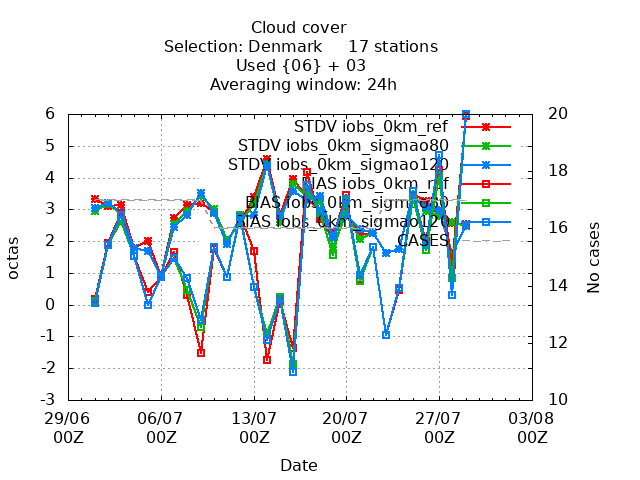 Cloud cover
Selection: Denmark 17 stations
Used {06} + 03
Averaging window: 24h
STDV iobs_0km_ref
STDV iobs_0km_sigmao80
STDV iobs_0km_sigmao120
BIAS iobs_0km_ref
BIAS iobs_0km_sigmao80
BIAS iobs_0km_sigmao120
CASES
6
5
4
3
2
1
0
-1
-2
-3
octas
20
18
16
14
12
10
No cases
29/06 06/07 13/07 20/07 27/07 03/08
00Z 00Z 00Z 00Z 00Z 00Z
Date